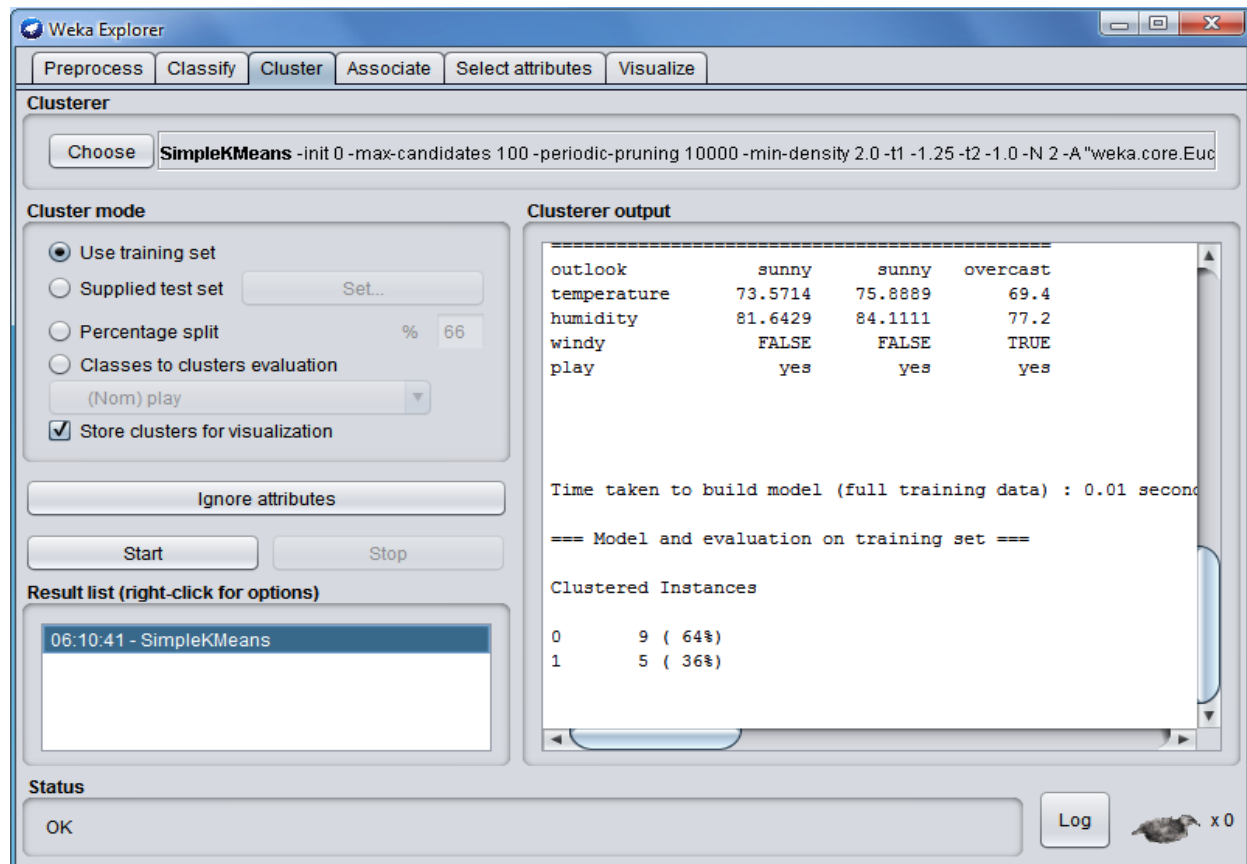 Weka Explorer
Preprocess Classify Cluster Associate Select attributes Visualize
Clusterer
Choose SimpleKMeans -init 0 -max-candidates 100 -periodic-pruning 10000 -min-density 2.0 -t1 -1.25 -t2 -1.0 -N 2 -A "weka.core.Euc
Cluster mode
Use training set
Supplied test set Set...
Percentage split % 66
Classes to clusters evaluation
(Nom) play
Store clusters for visualization
Ignore attributes
Start Stop
Result list (right-click for options)
06:10:41 - SimpleKMeans
Clusterer output
==============================================
outlook sunny sunny overcast
temperature 73.5714 75.8889 69.4
humidity 81.6429 84.1111 77.2
windy FALSE FALSE TRUE
play yes yes yes
Time taken to build model (full training data) : 0.01 second
=== Model and evaluation on training set ===
Clustered Instances
0 9 ( 64%)
1 5 ( 36%)
Status
OK
Log x 0